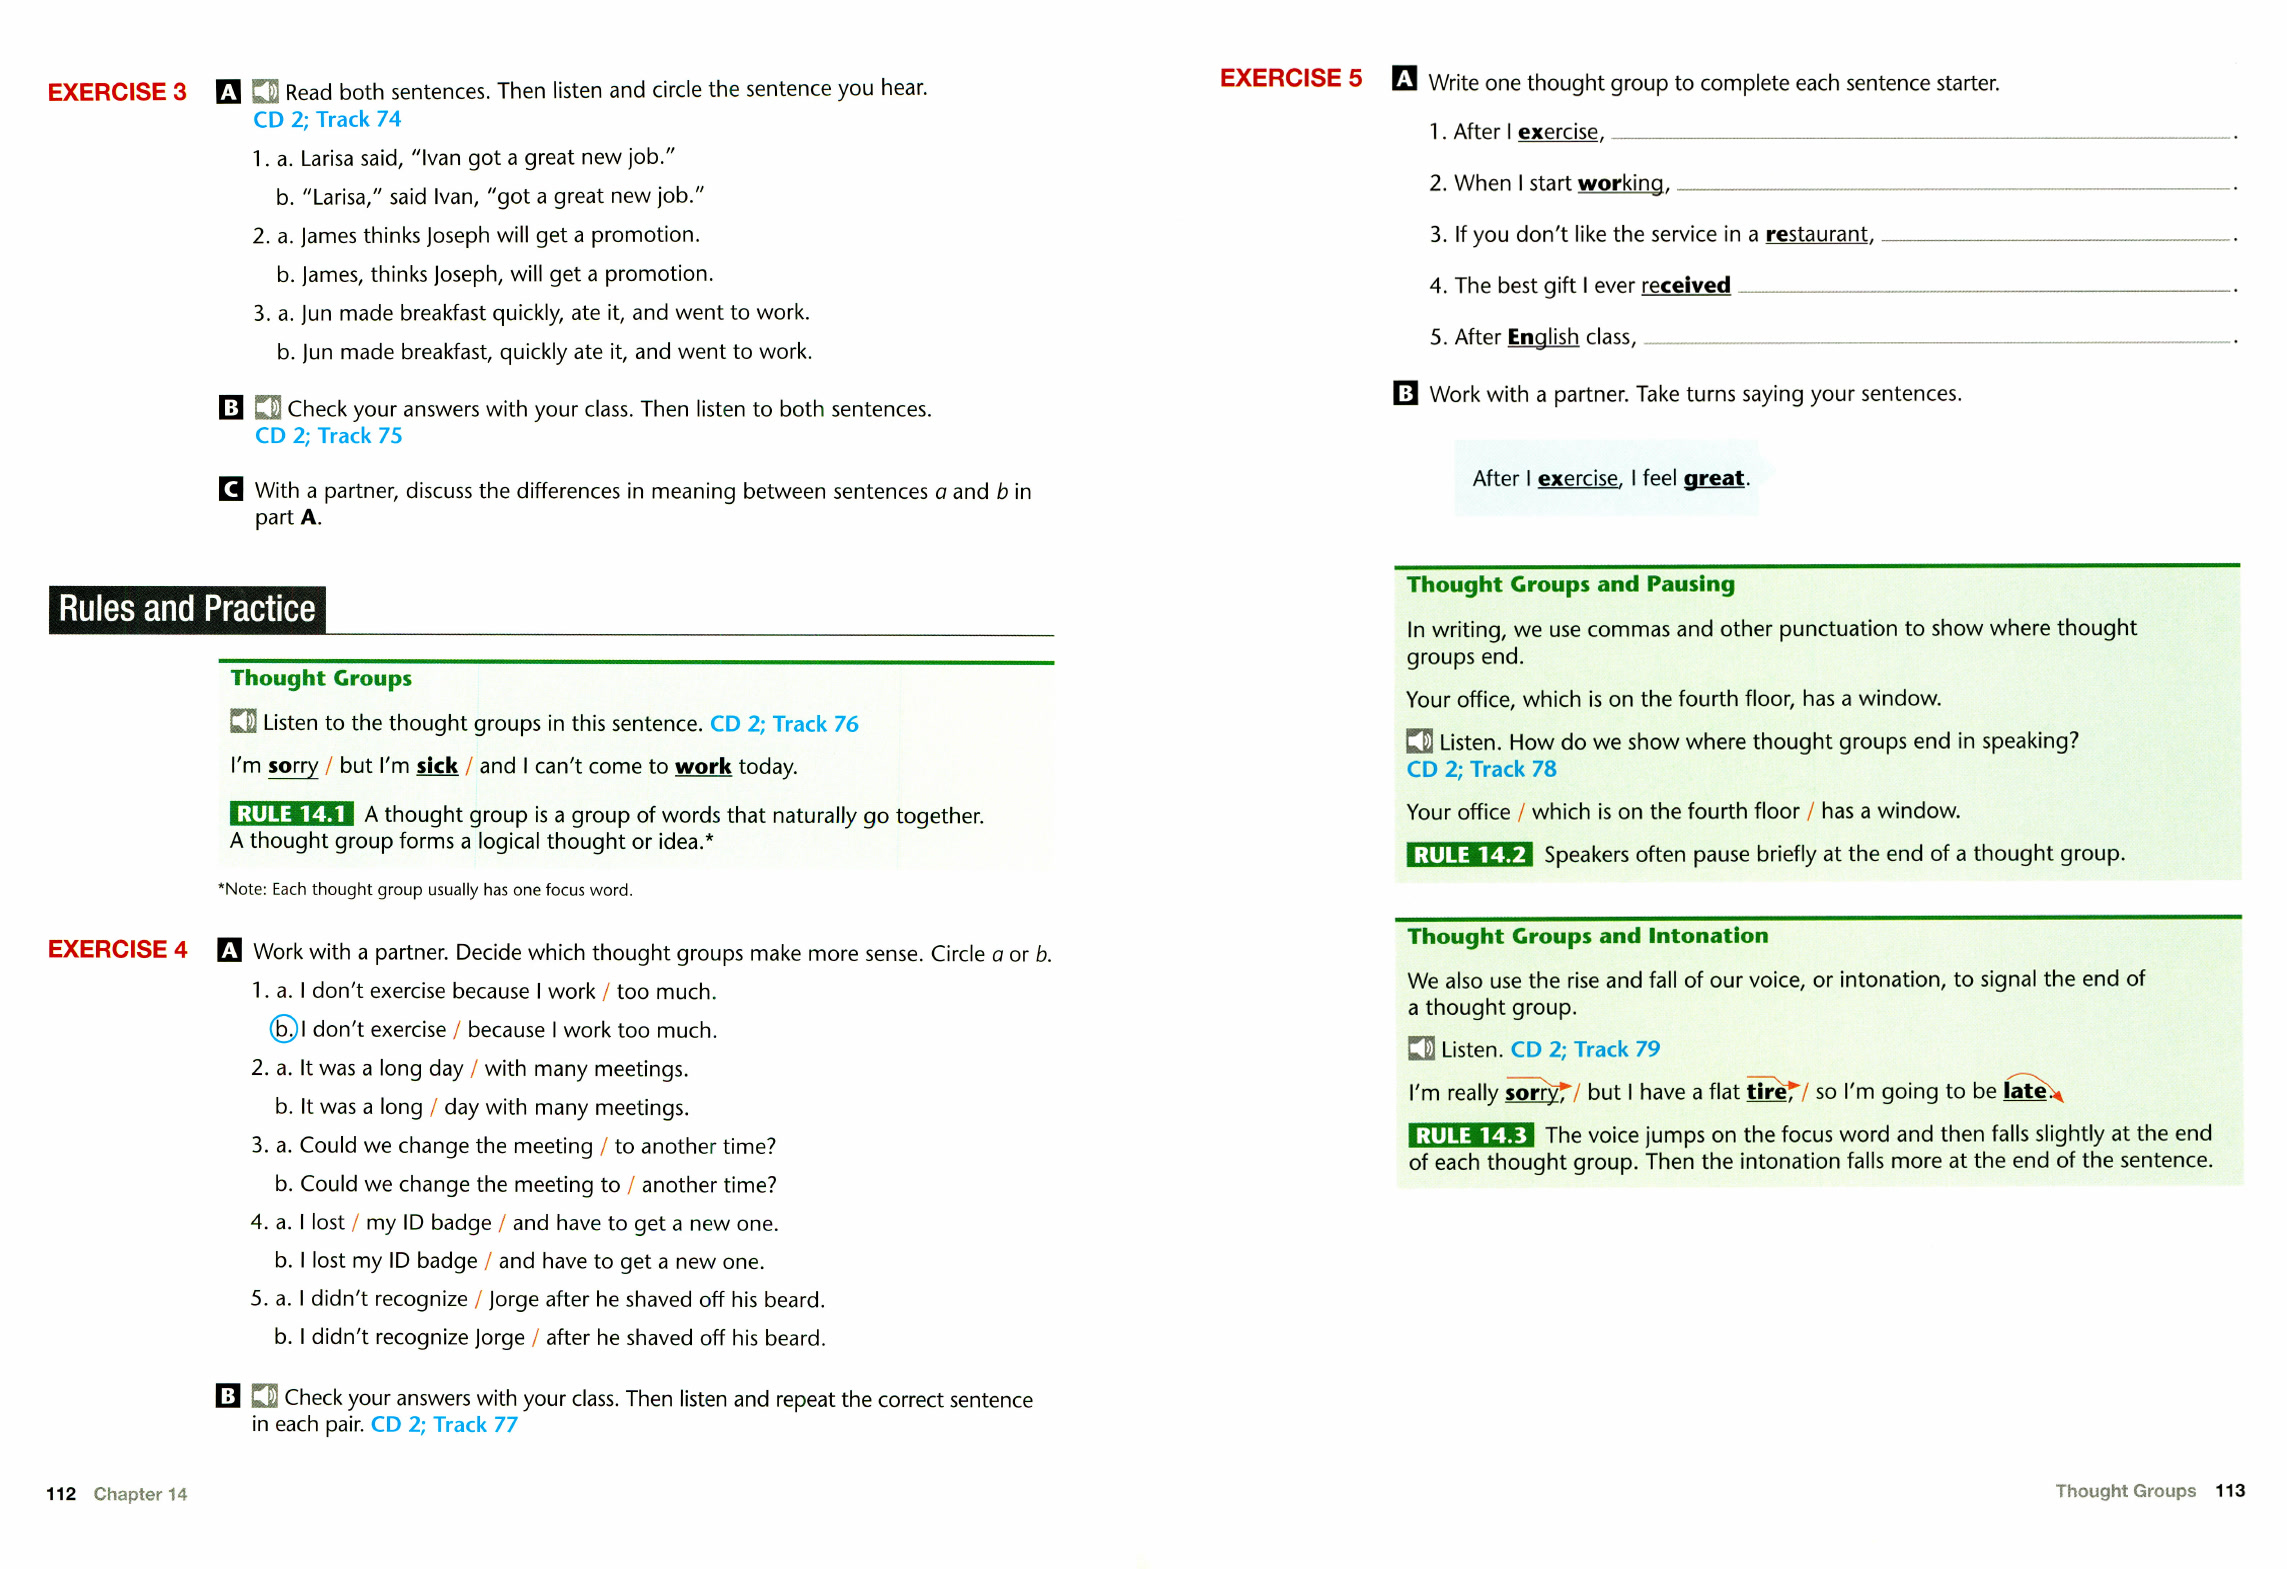 EXERCISE 3 A Read both sentences. Then listen and circle the sentence you hear.
CD 2; Track 74
1. a. Larisa said, "Ivan got a great new job."
b. "Larisa," said Ivan, "got a great new job."
2. a. James thinks Joseph will get a promotion.
b. James, thinks Joseph, will get a promotion.
3. a. Jun made breakfast quickly, ate it, and went to work.
b. Jun made breakfast, quickly ate it, and went to work.
B Check your answers with your class. Then listen to both sentences.
CD 2; Track 75
C With a partner, discuss the differences in meaning between sentences a and b in
part A.
Rules and Practice
Thought Groups
Listen to the thought groups in this sentence. CD 2; Track 76
I'm sorry / but I'm sick / and I can't come to work today.
RULE 14.1 A thought group is a group of words that naturally go together.
A thought group forms a logical thought or idea.*
*Note: Each thought group usually has one focus word.
EXERCISE 4 A Work with a partner. Decide which thought groups make more sense. Circle a or b.
1. a. I don't exercise because I work / too much.
b. I don't exercise / because I work too much.
2. a. It was a long day / with many meetings.
b. It was a long / day with many meetings.
3. a. Could we change the meeting / to another time?
b. Could we change the meeting to / another time?
4. a. I lost / my ID badge / and have to get a new one.
b. I lost my ID badge / and have to get a new one.
5. a. I didn't recognize / Jorge after he shaved off his beard.
b. I didn't recognize Jorge / after he shaved off his beard.
B Check your answers with your class. Then listen and repeat the correct sentence
in each pair. CD 2; Track 77
112 Chapter 14
EXERCISE 5 A Write one thought group to complete each sentence starter.
1. After I exercise, .
2. When I start working, .
3. If you don't like the service in a restaurant, .
4. The best gift I ever received .
5. After English class, .
B Work with a partner. Take turns saying your sentences.
After I exercise, I feel great.
Thought Groups and Pausing
In writing, we use commas and other punctuation to show where thought
groups end.
Your office, which is on the fourth floor, has a window.
Listen. How do we show where thought groups end in speaking?
CD 2; Track 78
Your office / which is on the fourth floor / has a window.
RULE 14.2 Speakers often pause briefly at the end of a thought group.
Thought Groups and Intonation
We also use the rise and fall of our voice, or intonation, to signal the end of
a thought group.
Listen. CD 2; Track 79
I'm really sorry, / but I have a flat tire, / so I'm going to be late.
RULE 14.3 The voice jumps on the focus word and then falls slightly at the end
of each thought group. Then the intonation falls more at the end of the sentence.
Thought Groups 113